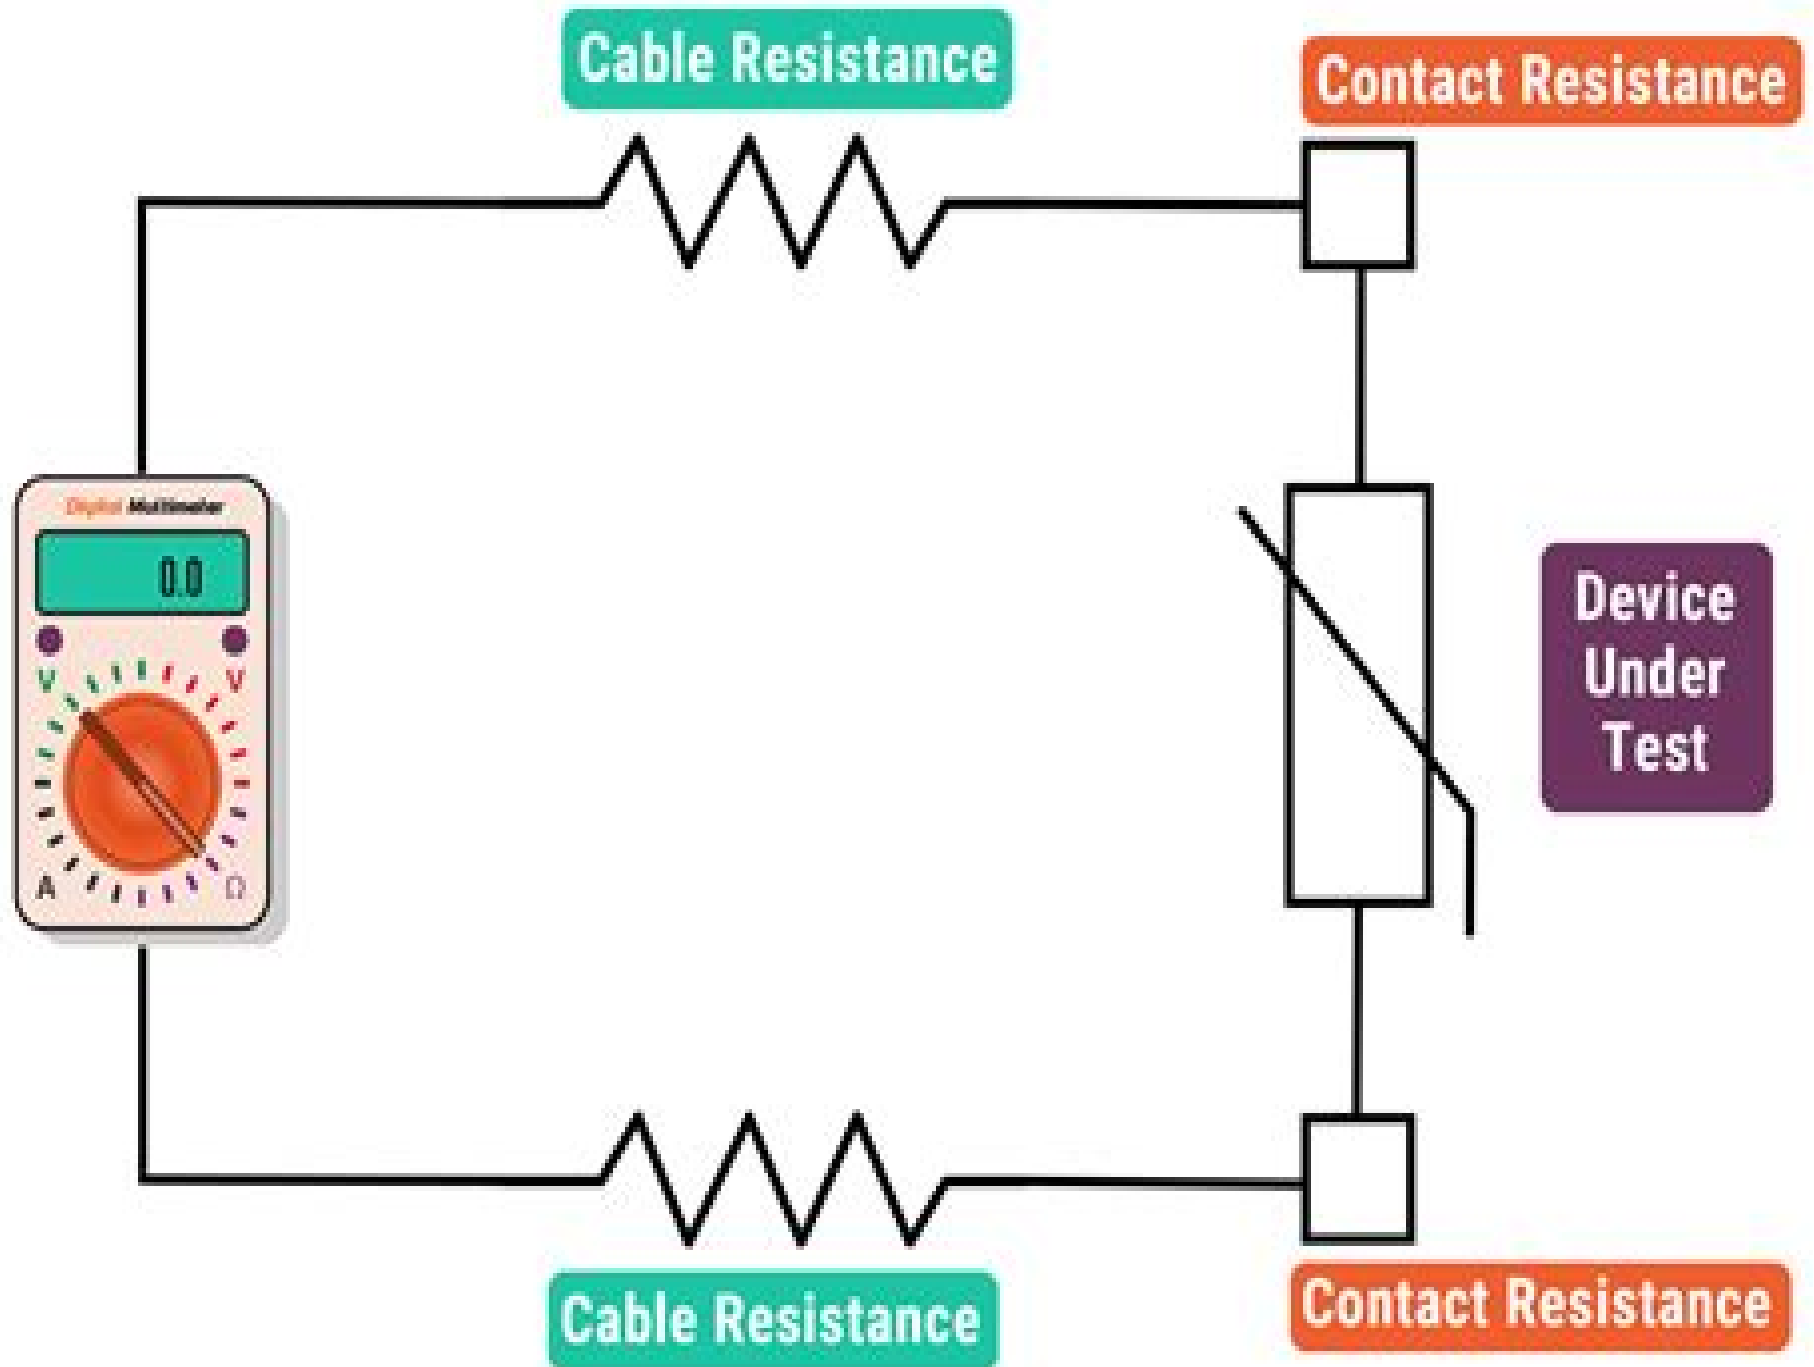 Cable Resistance
Contact Resistance
Digital Multimeter
0.0
V V
A Ω
Device
Under
Test
Cable Resistance
Contact Resistance